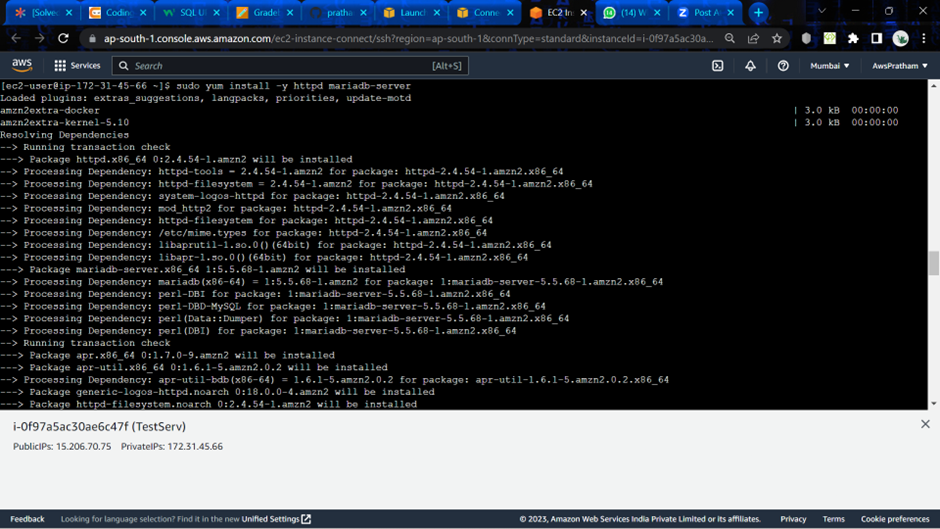 {Solve
Coding
SQL U
Gradel
pratha
Launc
Conne
EC2 In
(14) W
Post A
ap-south-1.console.aws.amazon.com/ec2-instance-connect/ssh?region=ap-south-1&connType=standard&instanceId=i-0f97a5ac30...
aws
Services
Search
[Alt+S]
Mumbai
AwsPratham
[ec2-user@ip-172-31-45-66 ~]$ sudo yum install -y httpd mariadb-server
Loaded plugins: extras_suggestions, langpacks, priorities, update-motd
amzn2extra-docker | 3.0 kB 00:00:00
amzn2extra-kernel-5.10 | 3.0 kB 00:00:00
Resolving Dependencies
--> Running transaction check
---> Package httpd.x86_64 0:2.4.54-1.amzn2 will be installed
--> Processing Dependency: httpd-tools = 2.4.54-1.amzn2 for package: httpd-2.4.54-1.amzn2.x86_64
--> Processing Dependency: httpd-filesystem = 2.4.54-1.amzn2 for package: httpd-2.4.54-1.amzn2.x86_64
--> Processing Dependency: system-logos-httpd for package: httpd-2.4.54-1.amzn2.x86_64
--> Processing Dependency: mod_http2 for package: httpd-2.4.54-1.amzn2.x86_64
--> Processing Dependency: httpd-filesystem for package: httpd-2.4.54-1.amzn2.x86_64
--> Processing Dependency: /etc/mime.types for package: httpd-2.4.54-1.amzn2.x86_64
--> Processing Dependency: libaprutil-1.so.0()(64bit) for package: httpd-2.4.54-1.amzn2.x86_64
--> Processing Dependency: libapr-1.so.0()(64bit) for package: httpd-2.4.54-1.amzn2.x86_64
---> Package mariadb-server.x86_64 1:5.5.68-1.amzn2 will be installed
--> Processing Dependency: mariadb(x86-64) = 1:5.5.68-1.amzn2 for package: 1:mariadb-server-5.5.68-1.amzn2.x86_64
--> Processing Dependency: perl-DBI for package: 1:mariadb-server-5.5.68-1.amzn2.x86_64
--> Processing Dependency: perl-DBD-MySQL for package: 1:mariadb-server-5.5.68-1.amzn2.x86_64
--> Processing Dependency: perl(Data::Dumper) for package: 1:mariadb-server-5.5.68-1.amzn2.x86_64
--> Processing Dependency: perl(DBI) for package: 1:mariadb-server-5.5.68-1.amzn2.x86_64
--> Running transaction check
---> Package apr.x86_64 0:1.7.0-9.amzn2 will be installed
---> Package apr-util.x86_64 0:1.6.1-5.amzn2.0.2 will be installed
--> Processing Dependency: apr-util-bdb(x86-64) = 1.6.1-5.amzn2.0.2 for package: apr-util-1.6.1-5.amzn2.0.2.x86_64
---> Package generic-logos-httpd.noarch 0:18.0.0-4.amzn2 will be installed
---> Package httpd-filesystem.noarch 0:2.4.54-1.amzn2 will be installed
i-0f97a5ac30ae6c47f (TestServ)
PublicIPs: 15.206.70.75 PrivateIPs: 172.31.45.66
Feedback Looking for language selection? Find it in the new Unified Settings © 2023, Amazon Web Services India Private Limited or its affiliates. Privacy Terms Cookie preferences